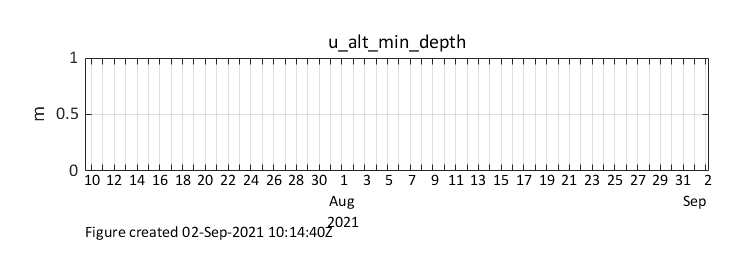 u_alt_min_depth
1
0.5
0
m
10 12 14 16 18 20 22 24 26 28 30 1 3 5 7 9 11 13 15 17 19 21 23 25 27 29 31 2
Aug Sep
2021
Figure created 02-Sep-2021 10:14:40Z